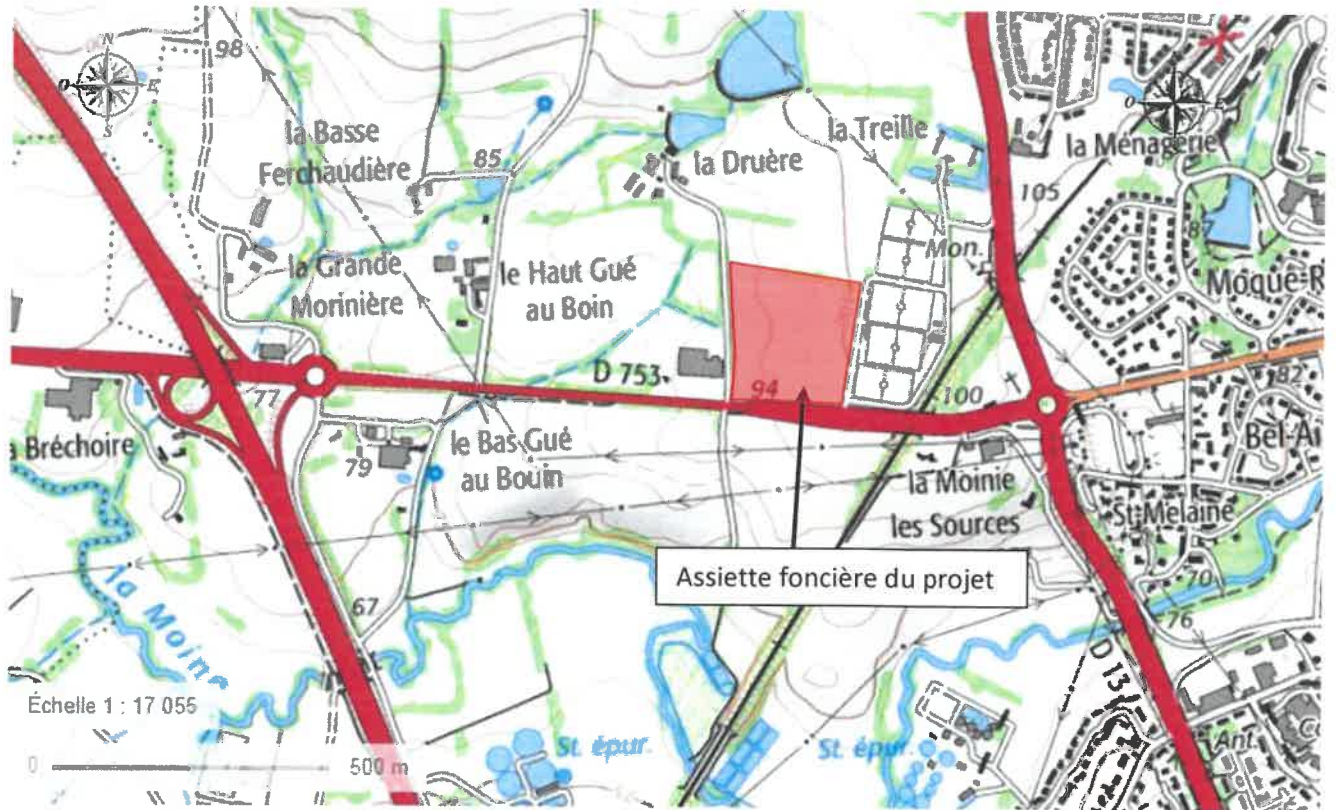 N
O
E
S
98
la Basse
Ferchaudière
85
la Druère
la Treille
O
E
la Ménagerie
105
87
Mon.
la Grande
Morinière
le Haut Gué
au Boin
Moque-R
D 753
94
100
82
77
a Bréchoire
79
le Bas Gué
au Bouin
Bel-Ai
la Moinie
les Sources
St Melaine
Assiette foncière du projet
70
76
67
la Moine
D 13
Échelle 1 : 17 055
0
500 m
St. épur.
St. épur.
Ant.